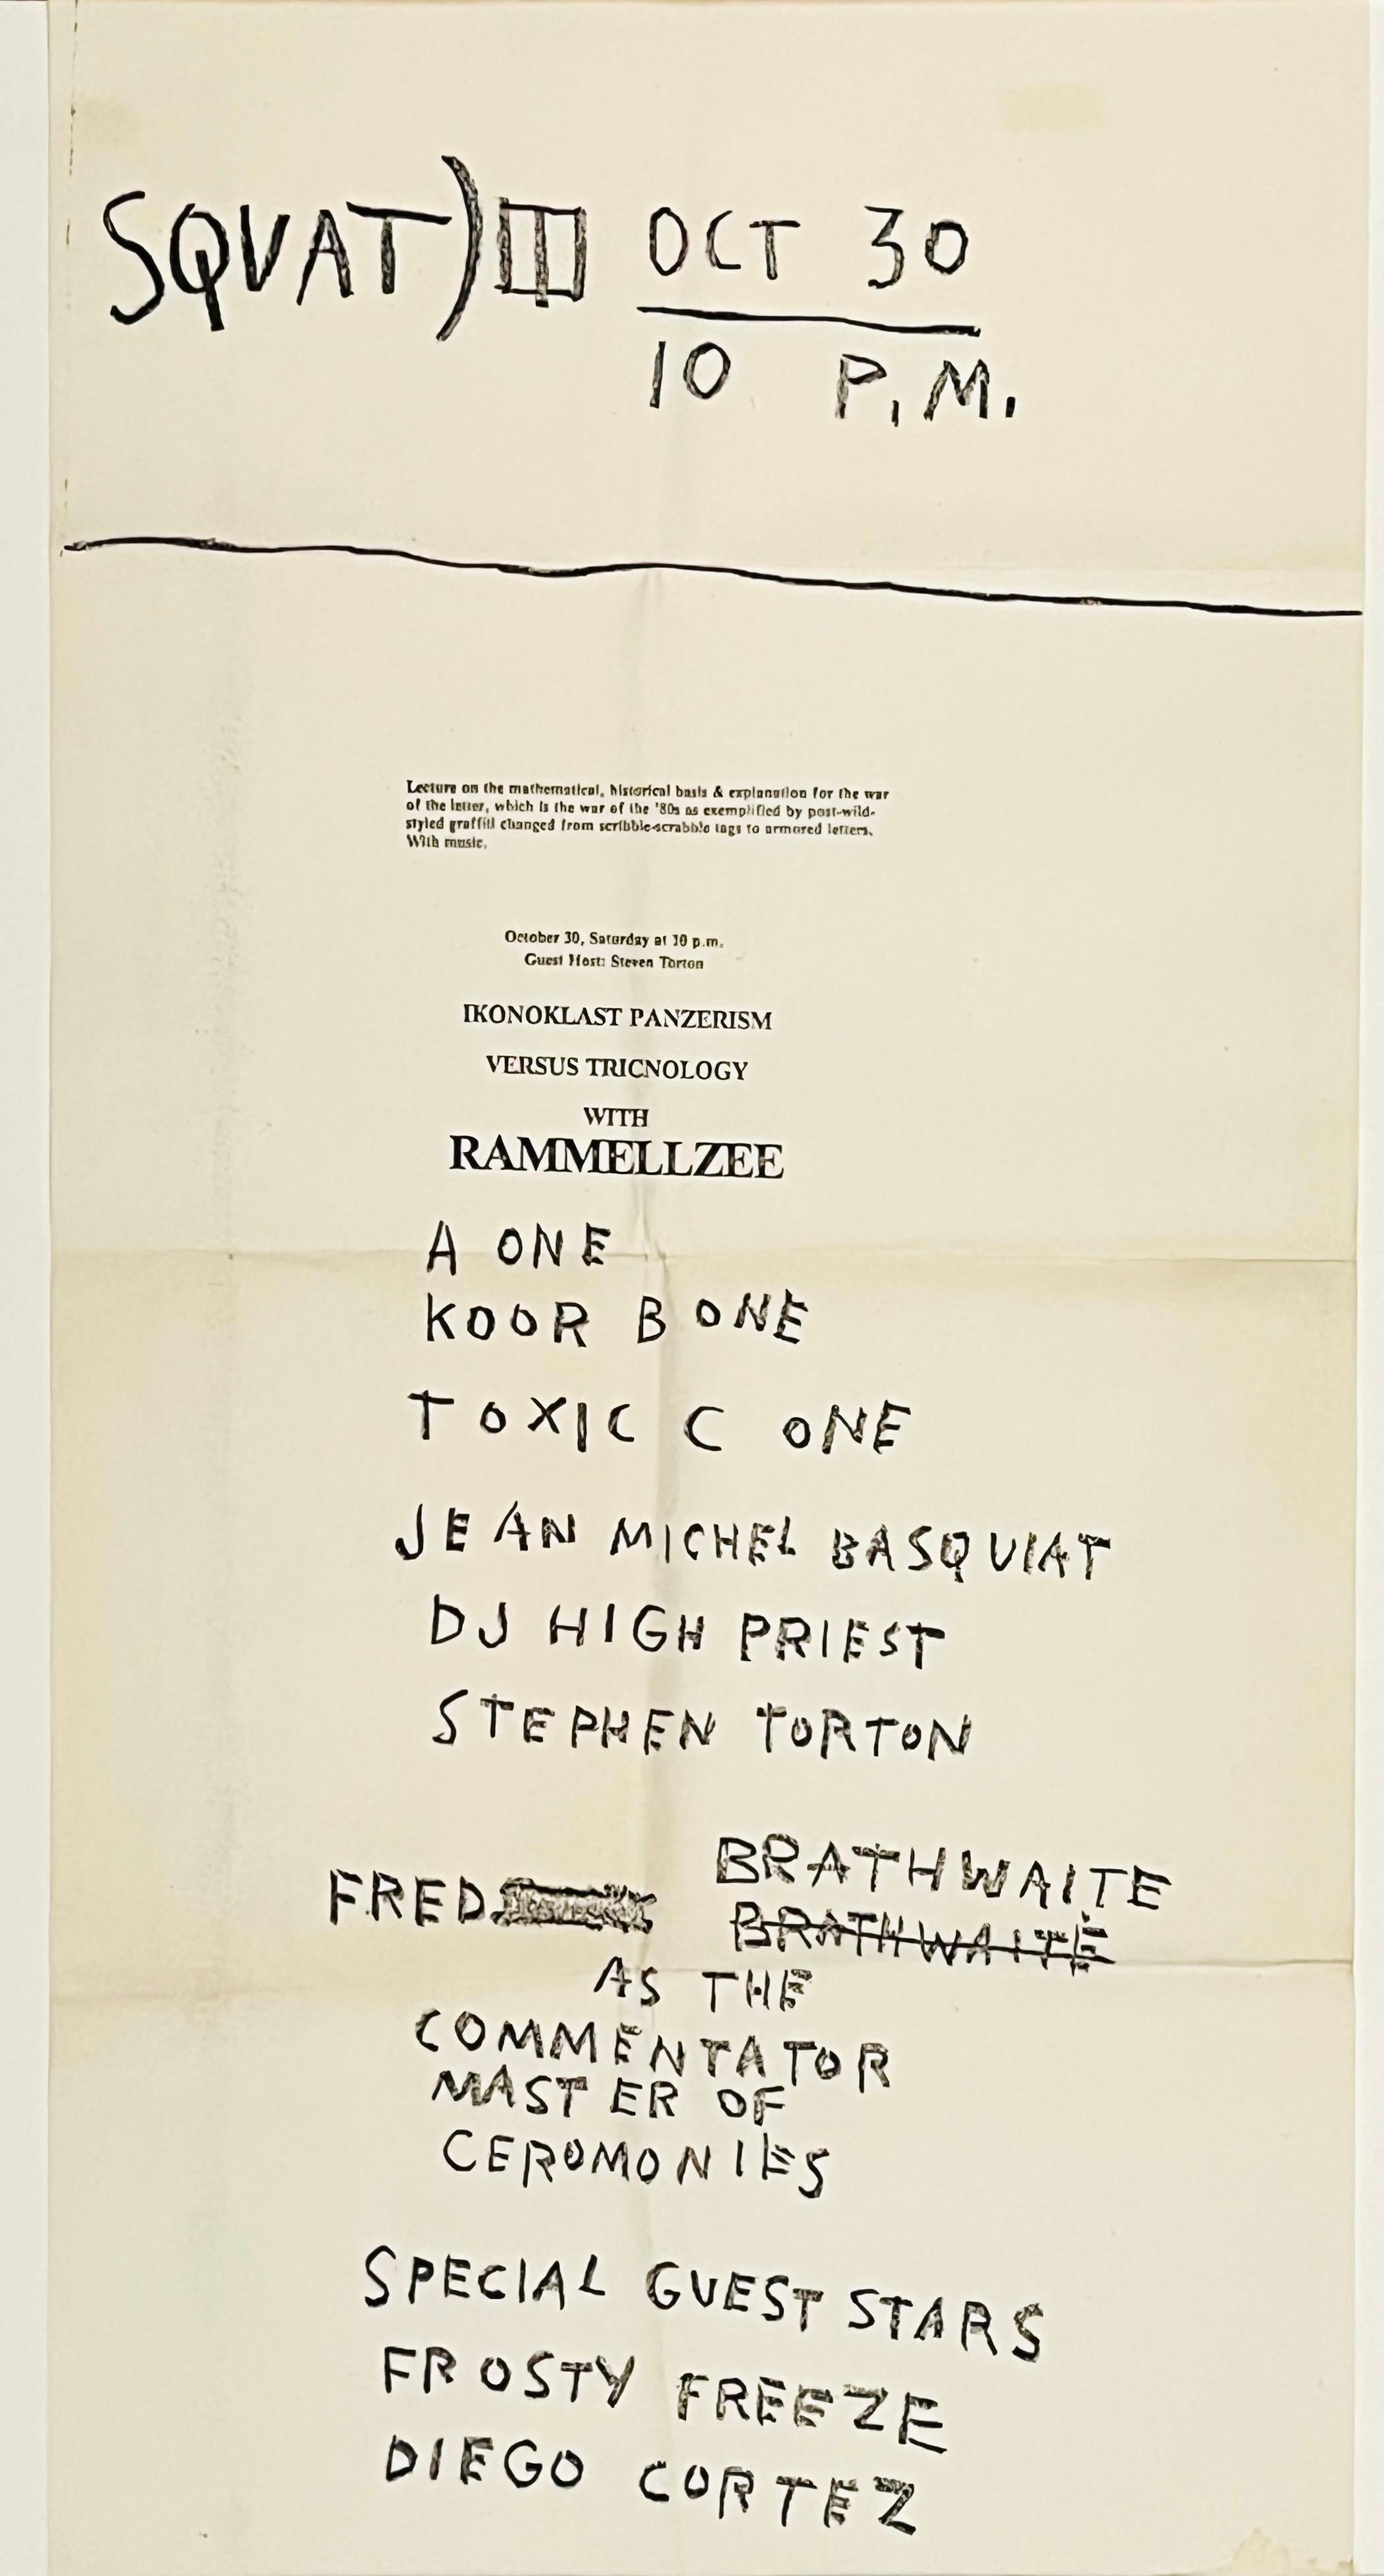 SQUAT) OCT 30
10 P.M.
Lecture on the mathematical, historical basis & explanation for the war
of the letter, which is the war of the '80s as exemplified by post-wild-
styled graffiti changed from scribble-scrabble tags to armored letters.
With music.
October 30, Saturday at 10 p.m.
Guest Host: Steven Torton
IKONOKLAST PANZERISM
VERSUS TRICNOLOGY
WITH
RAMMELLZEE
A ONE
KOOR B ONE
TOXIC C ONE
JEAN MICHEL BASQUIAT
DJ HIGH PRIEST
STEPHEN TORTON
FRED BRATHWAITE
BRATHWAITE
AS THE
COMMENTATOR
MASTER OF
CEROMONIES
SPECIAL GUEST STARS
FROSTY FREEZE
DIEGO CORTEZ